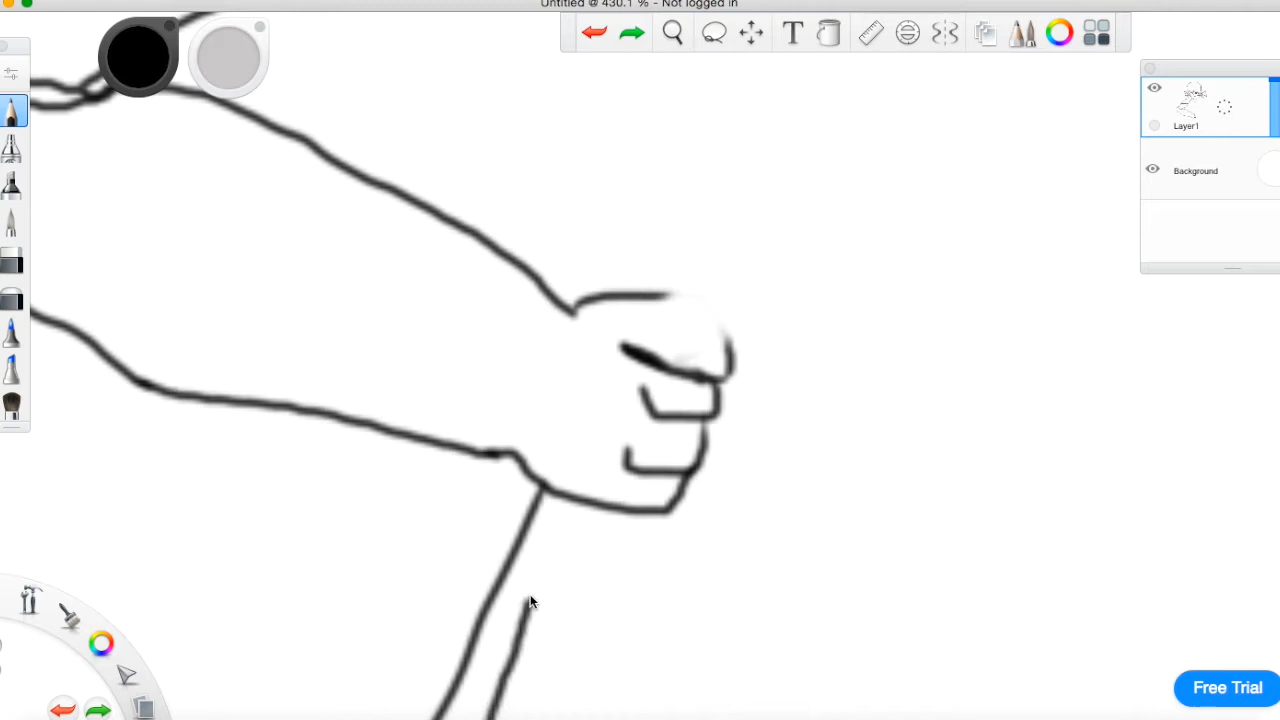 Untitled @ 430.1 % - Not logged in
T
Layer1
Background
Free Trial